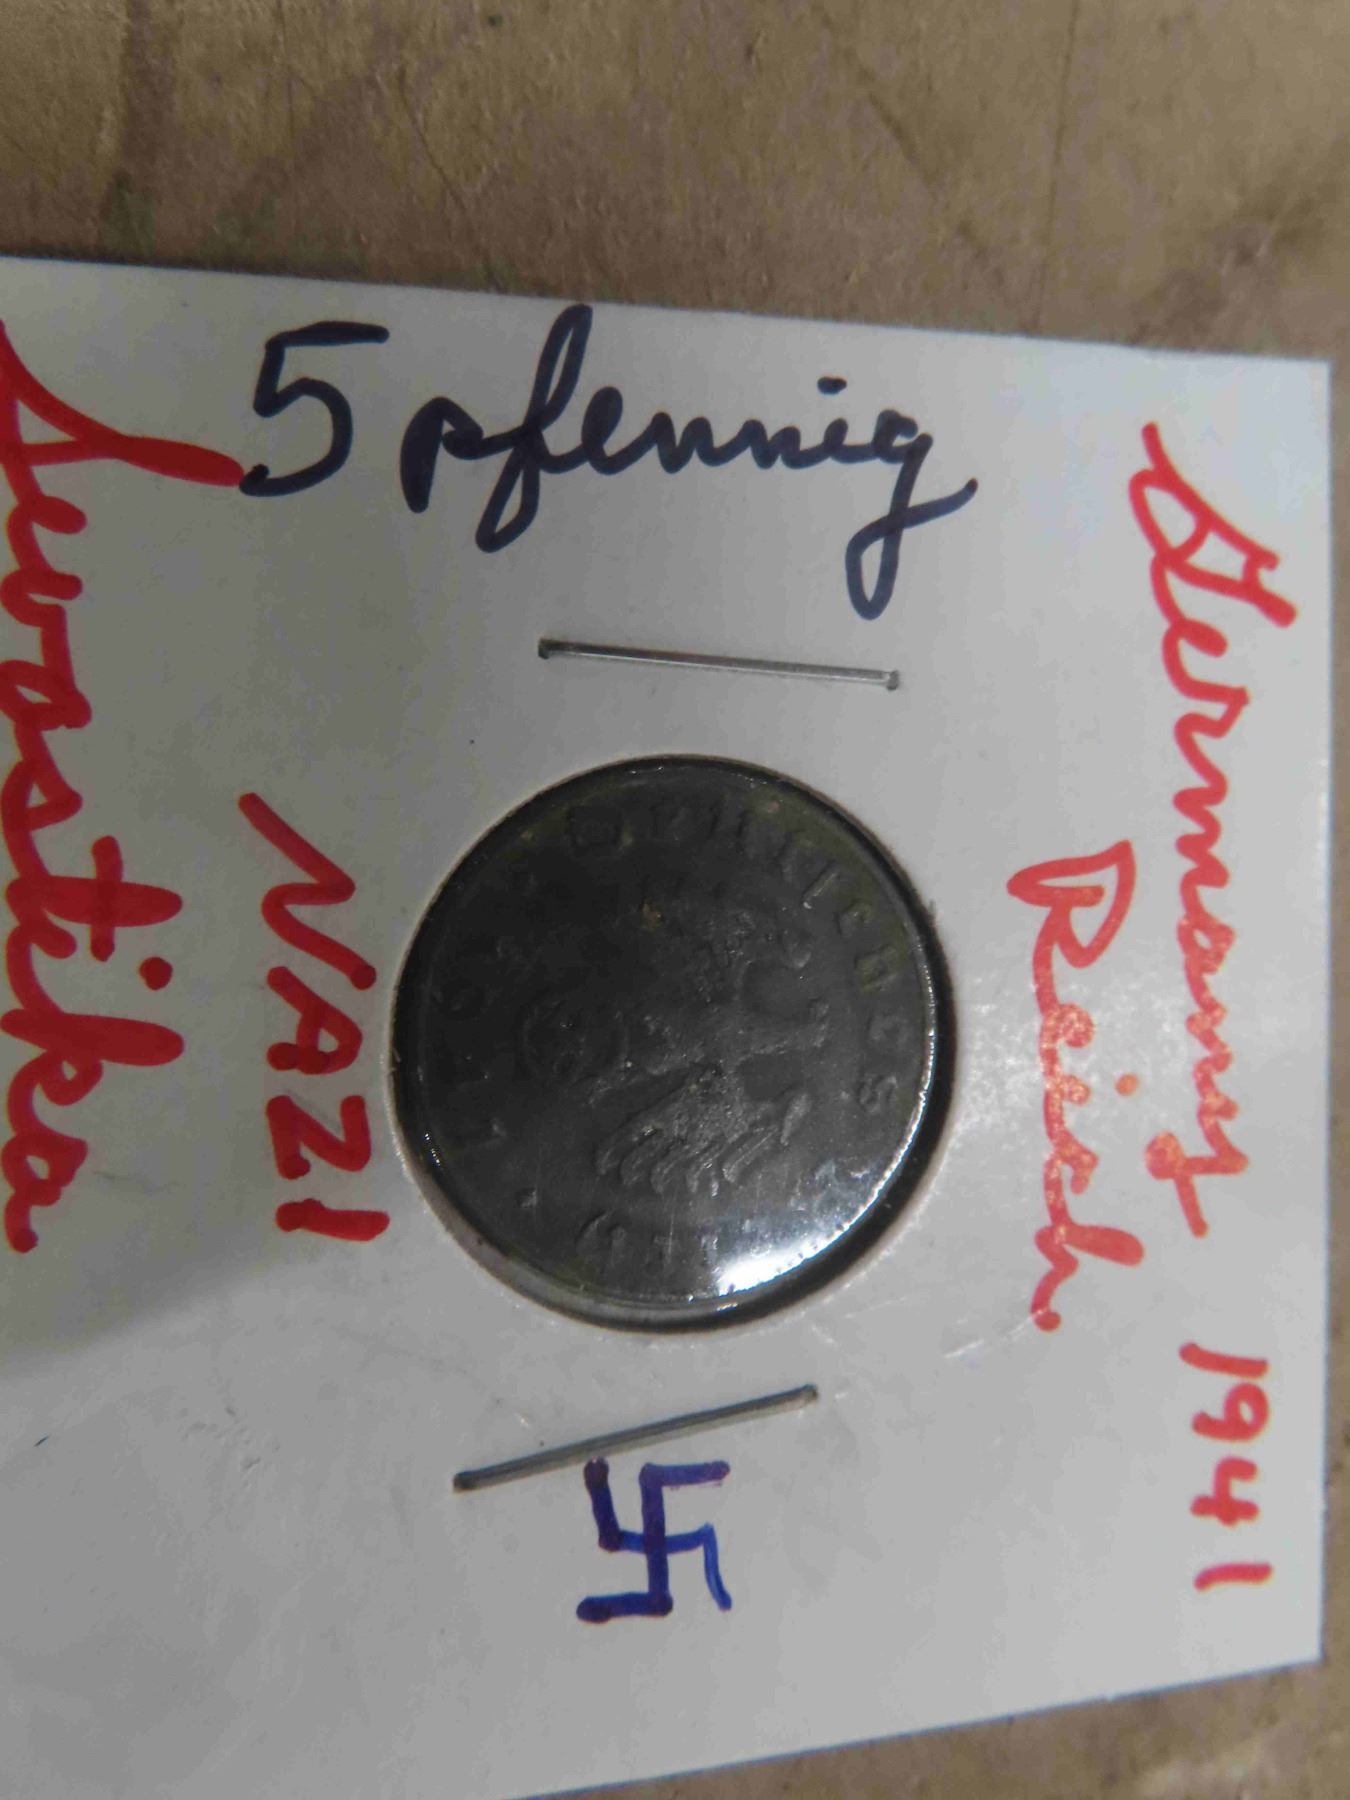 5 pfennig
Germany 1941
Reich
NAZI
Swastika